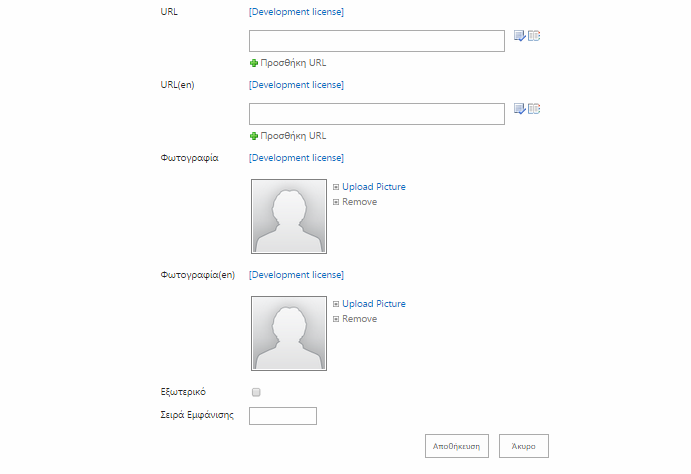 URL [Development license]
Προσθήκη URL
URL(en) [Development license]
Προσθήκη URL
Φωτογραφία [Development license]
Upload Picture
Remove
Φωτογραφία(en) [Development license]
Upload Picture
Remove
Εξωτερικό
Σειρά Εμφάνισης
Αποθήκευση Άκυρο